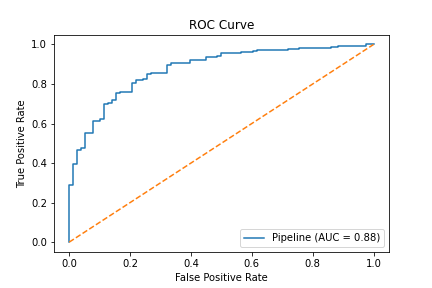 ROC Curve
True Positive Rate
1.0
0.8
0.6
0.4
0.2
0.0
Pipeline (AUC = 0.88)
0.0 0.2 0.4 0.6 0.8 1.0
False Positive Rate